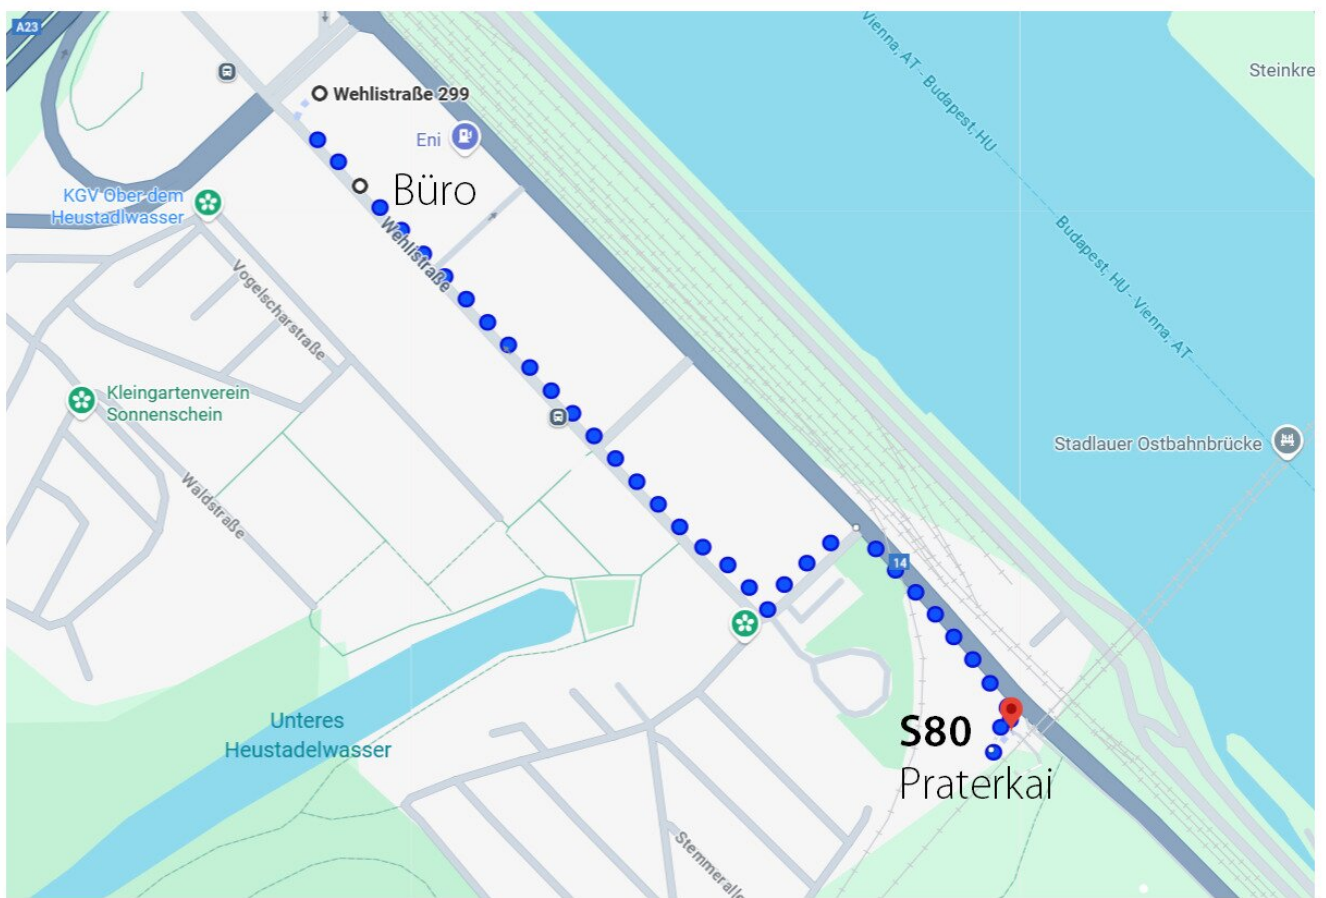 A23
Vienna, AT - Budapest, HU
Steinkre
Wehlistraße 299
Eni
Büro
KGV Ober dem
Heustadlwasser
Wehlistraße
Budapest, HU - Vienna, AT
Vogelscharstraße
Kleingartenverein
Sonnenschein
Stadlauer Ostbahnbrücke
Waldstraße
14
Unteres
Heustadelwasser
S80
Praterkai
Stemmeralle